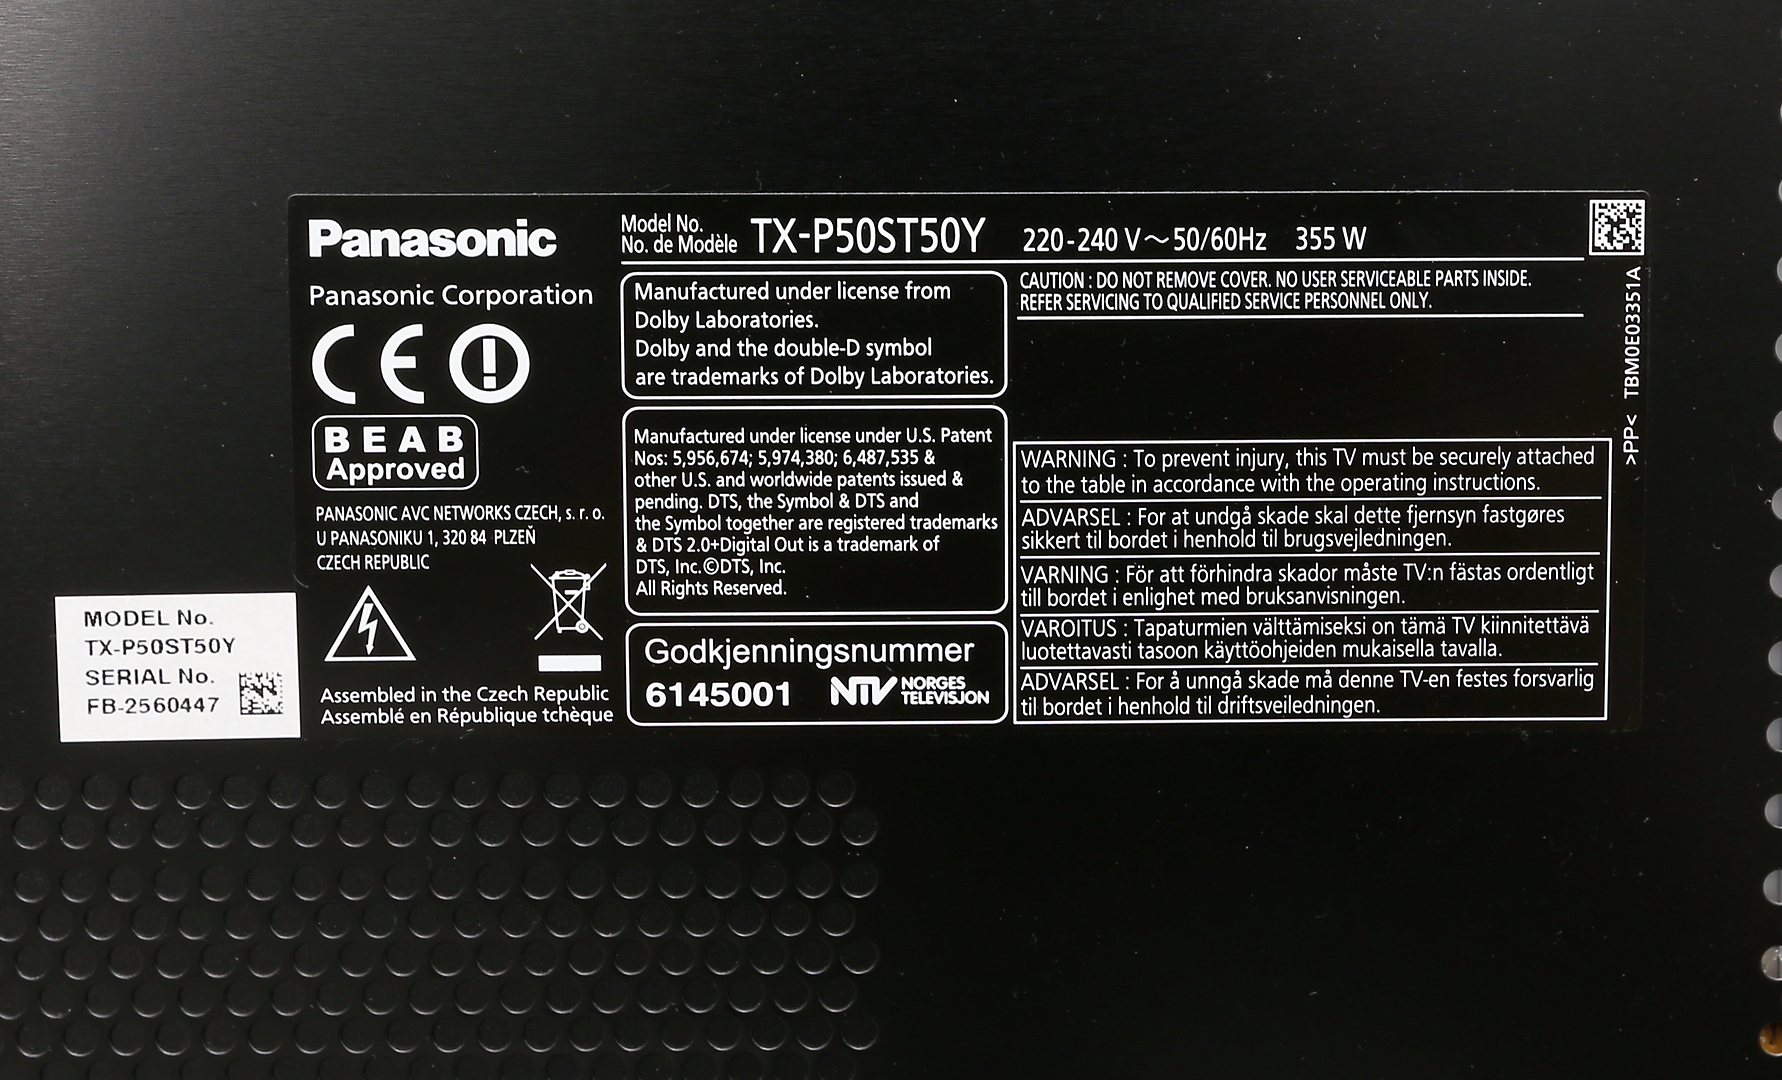 Panasonic
Panasonic Corporation
CE
BEAB
Approved
PANASONIC AVC NETWORKS CZECH, s. r. o.
U PANASONIKU 1, 320 84 PLZEŇ
CZECH REPUBLIC
Assembled in the Czech Republic
Assemblé en République tchèque
MODEL No.
TX-P50ST50Y
SERIAL No.
FB-2560447
Model No.
No. de Modèle
TX-P50ST50Y 220-240 V~50/60Hz 355 W
Manufactured under license from
Dolby Laboratories.
Dolby and the double-D symbol
are trademarks of Dolby Laboratories.
Manufactured under license under U.S. Patent
Nos: 5,956,674; 5,974,380; 6,487,535 &
other U.S. and worldwide patents issued &
pending. DTS, the Symbol & DTS and
the Symbol together are registered trademarks
& DTS 2.0+Digital Out is a trademark of
DTS, Inc.©DTS, Inc.
All Rights Reserved.
Godkjenningsnummer
6145001
NTV NORGES
TELEVISJON
CAUTION : DO NOT REMOVE COVER. NO USER SERVICEABLE PARTS INSIDE.
REFER SERVICING TO QUALIFIED SERVICE PERSONNEL ONLY.
WARNING : To prevent injury, this TV must be securely attached
to the table in accordance with the operating instructions.
ADVARSEL : For at undgå skade skal dette fjernsyn fastgøres
sikkert til bordet i henhold til brugsvejledningen.
VARNING : För att förhindra skador måste TV:n fästas ordentligt
till bordet i enlighet med bruksanvisningen.
VAROITUS : Tapaturmien välttämiseksi on tämä TV kiinnitettävä
luotettavasti tasoon käyttöohjeiden mukaisella tavalla.
ADVARSEL : For å unngå skade må denne TV-en festes forsvarlig
til bordet i henhold til driftsveiledningen.
>PP< TBM0E03351A